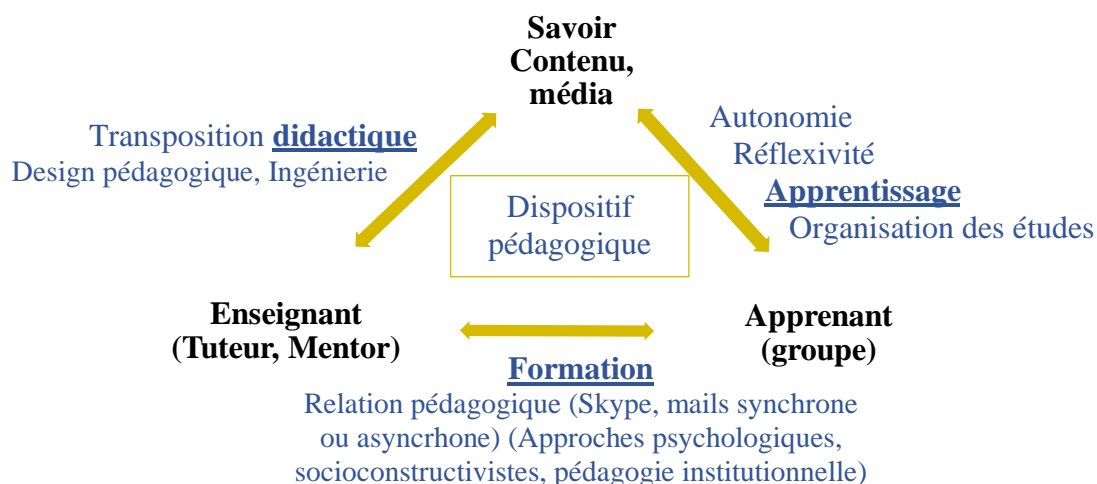 Savoir
Contenu,
média
Transposition didactique
Design pédagogique, Ingénierie
Autonomie
Réflexivité
Apprentissage
Organisation des études
Dispositif
pédagogique
Enseignant
(Tuteur, Mentor)
Apprenant
(groupe)
Formation
Relation pédagogique (Skype, mails synchrone
ou asyncrhone) (Approches psychologiques,
socioconstructivistes, pédagogie institutionnelle)